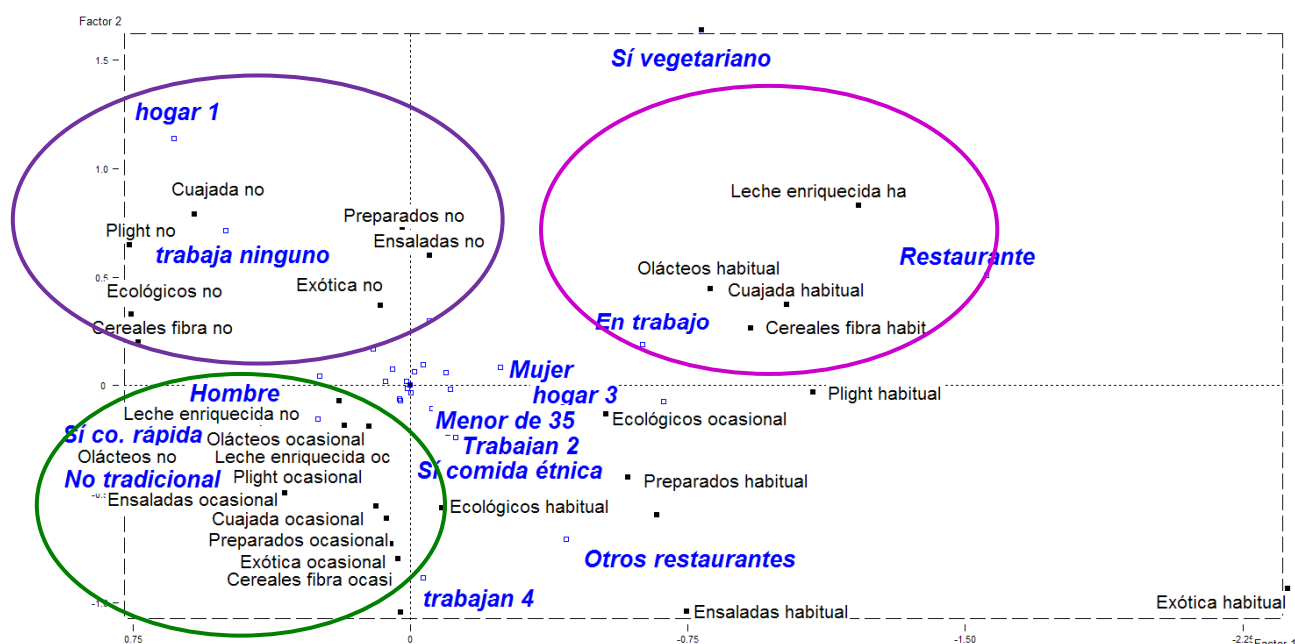 Factor 2
Sí vegetariano
1.5
hogar 1
1.0
Cuajada no
Leche enriquecida ha
Preparados no
Plight no
Ensaladas no
trabaja ninguno
Restaurante
0.5
Olácteos habitual
Exótica no
Ecológicos no
Cuajada habitual
En trabajo
Cereales fibra no
Cereales fibra habit
0
Mujer
Hombre
hogar 3
Plight habitual
Leche enriquecida no
Menor de 35
Ecológicos ocasional
Sí co. rápida
Olácteos ocasional
Trabajan 2
Olácteos no
Leche enriquecida oc
Sí comida étnica
No tradicional
Plight ocasional
Preparados habitual
Ensaladas ocasional
Ecológicos habitual
Cuajada ocasional
Preparados ocasional
Otros restaurantes
Exótica ocasional
Cereales fibra ocasi
trabajan 4
-1.0
Ensaladas habitual
Exótica habitual
0.75
0
-0.75
-1.50
-2.25
Factor 1